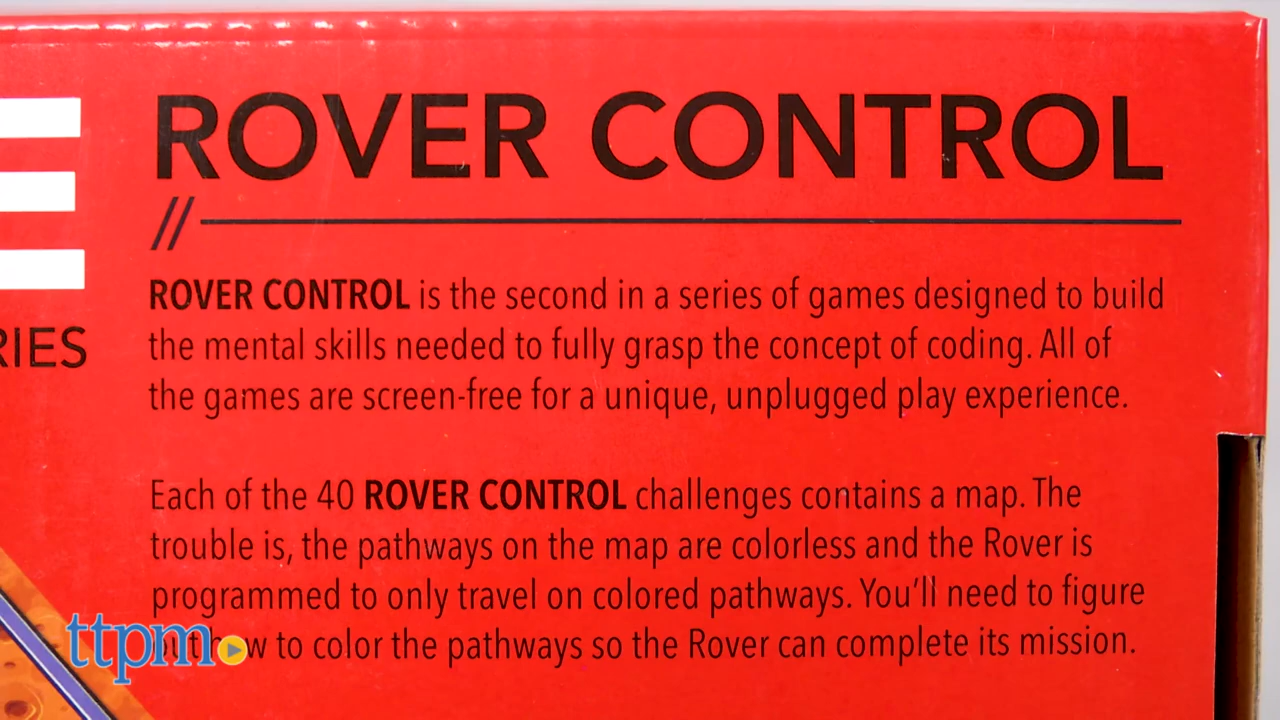 ROVER CONTROL
//
RIES
ROVER CONTROL is the second in a series of games designed to build
the mental skills needed to fully grasp the concept of coding. All of
the games are screen-free for a unique, unplugged play experience.
Each of the 40 ROVER CONTROL challenges contains a map. The
trouble is, the pathways on the map are colorless and the Rover is
programmed to only travel on colored pathways. You'll need to figure
out how to color the pathways so the Rover can complete its mission.
ttpm